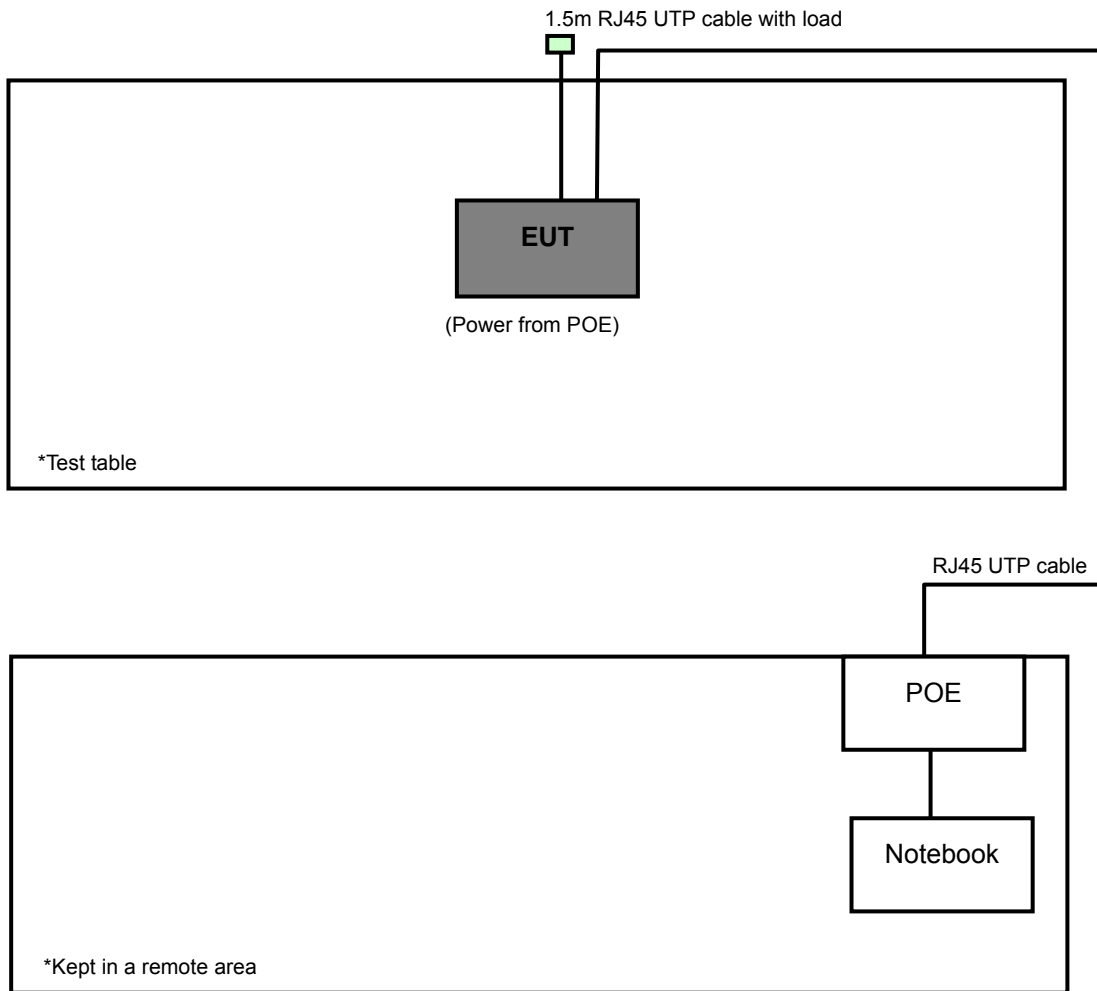 1.5m RJ45 UTP cable with load
EUT
(Power from POE)
*Test table
RJ45 UTP cable
POE
Notebook
*Kept in a remote area